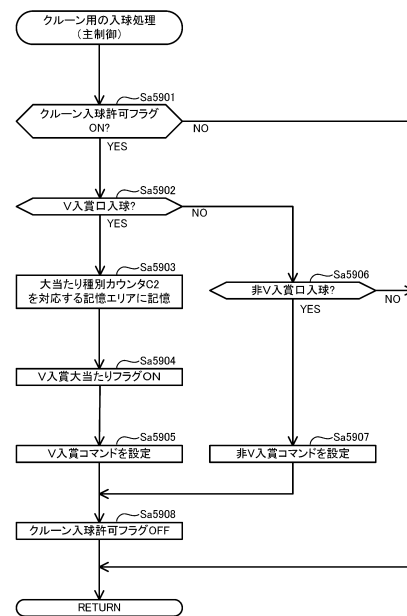 クルーン用の入球処理
(主制御)
Sa5901
クルーン入球許可フラグ
ON?
NO
YES
Sa5902
V入賞口入球?
NO
YES
Sa5903
大当たり種別カウンタC2
を対応する記憶エリアに記憶
Sa5906
非V入賞口入球?
NO
YES
Sa5904
V入賞大当たりフラグON
Sa5905
V入賞コマンドを設定
Sa5907
非V入賞コマンドを設定
Sa5908
クルーン入球許可フラグOFF
RETURN